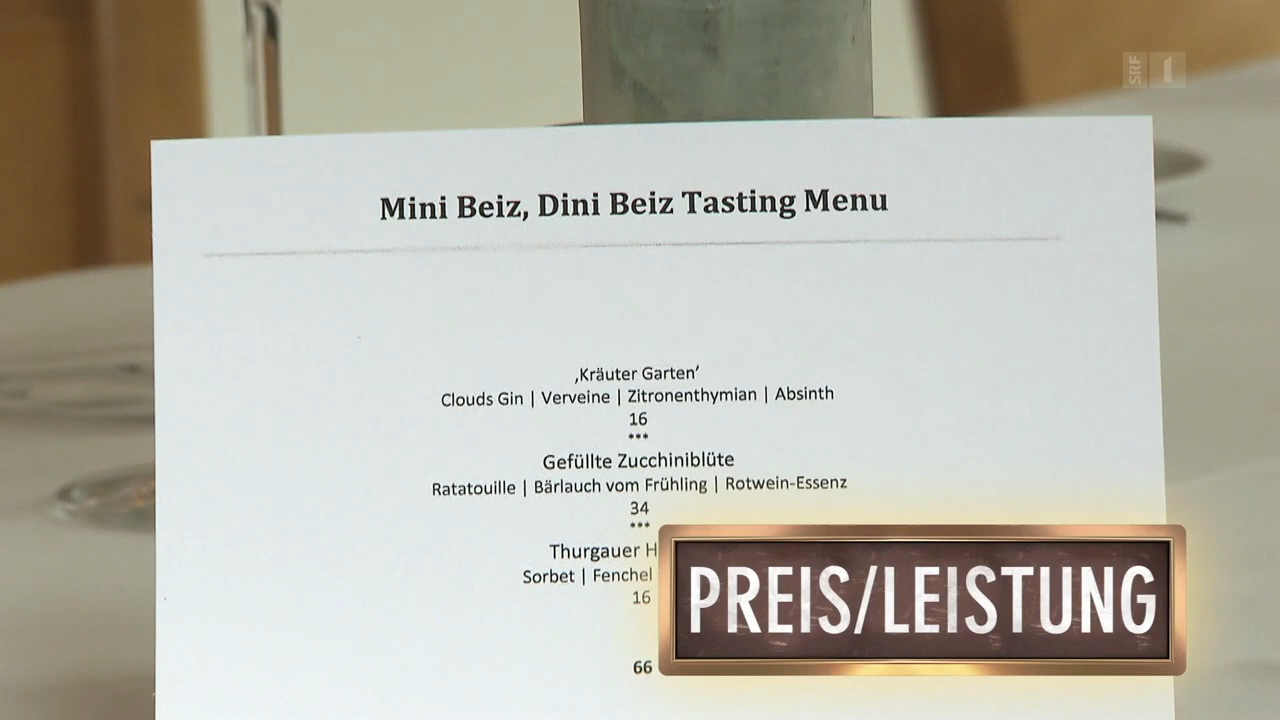 SRF 1
Mini Beiz, Dini Beiz Tasting Menu
‚Kräuter Garten‘
Clouds Gin | Verveine | Zitronenthymian | Absinth
16
***
Gefüllte Zucchiniblüte
Ratatouille | Bärlauch vom Frühling | Rotwein-Essenz
34
***
Thurgauer
Sorbet | Fenchel
16
66
PREIS/LEISTUNG